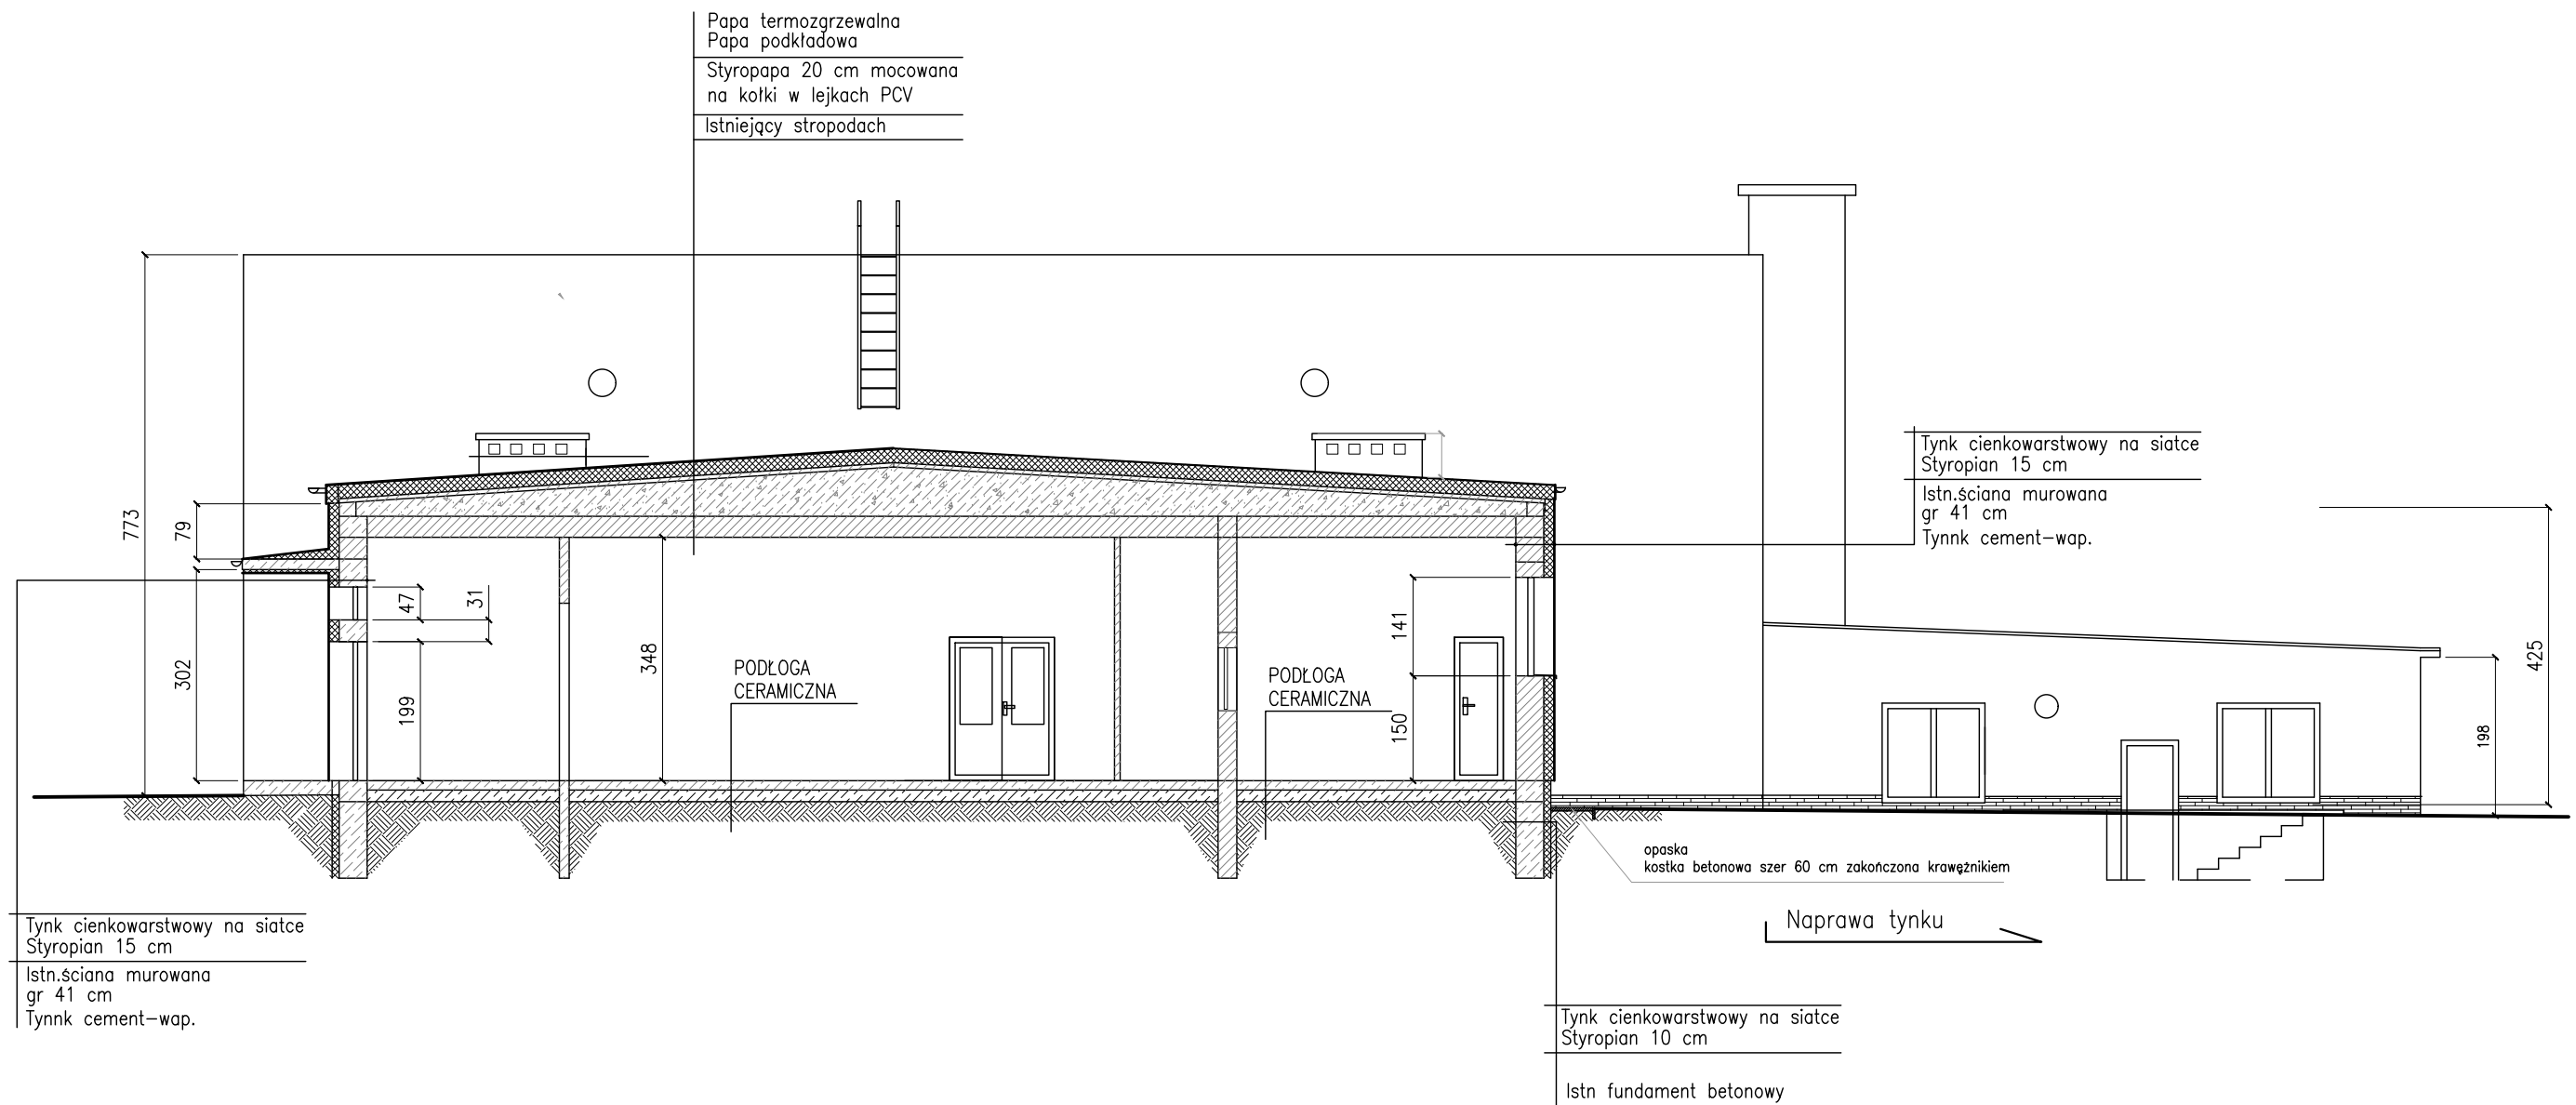 Papa termozgrzewalna
Papa podkładowa
Styropapa 20 cm mocowana
na kołki w lejkach PCV
Istniejący stropodach
773
79
302
47
31
199
348
PODŁOGA
CERAMICZNA
PODŁOGA
CERAMICZNA
141
150
Tynk cienkowarstwowy na siatce
Styropian 15 cm
Istn.ściana murowana
gr 41 cm
Tynnk cement-wap.
425
198
opaska
kostka betonowa szer 60 cm zakończona krawężnikiem
Naprawa tynku
Tynk cienkowarstwowy na siatce
Styropian 15 cm
Istn.ściana murowana
gr 41 cm
Tynnk cement-wap.
Tynk cienkowarstwowy na siatce
Styropian 10 cm
Istn fundament betonowy